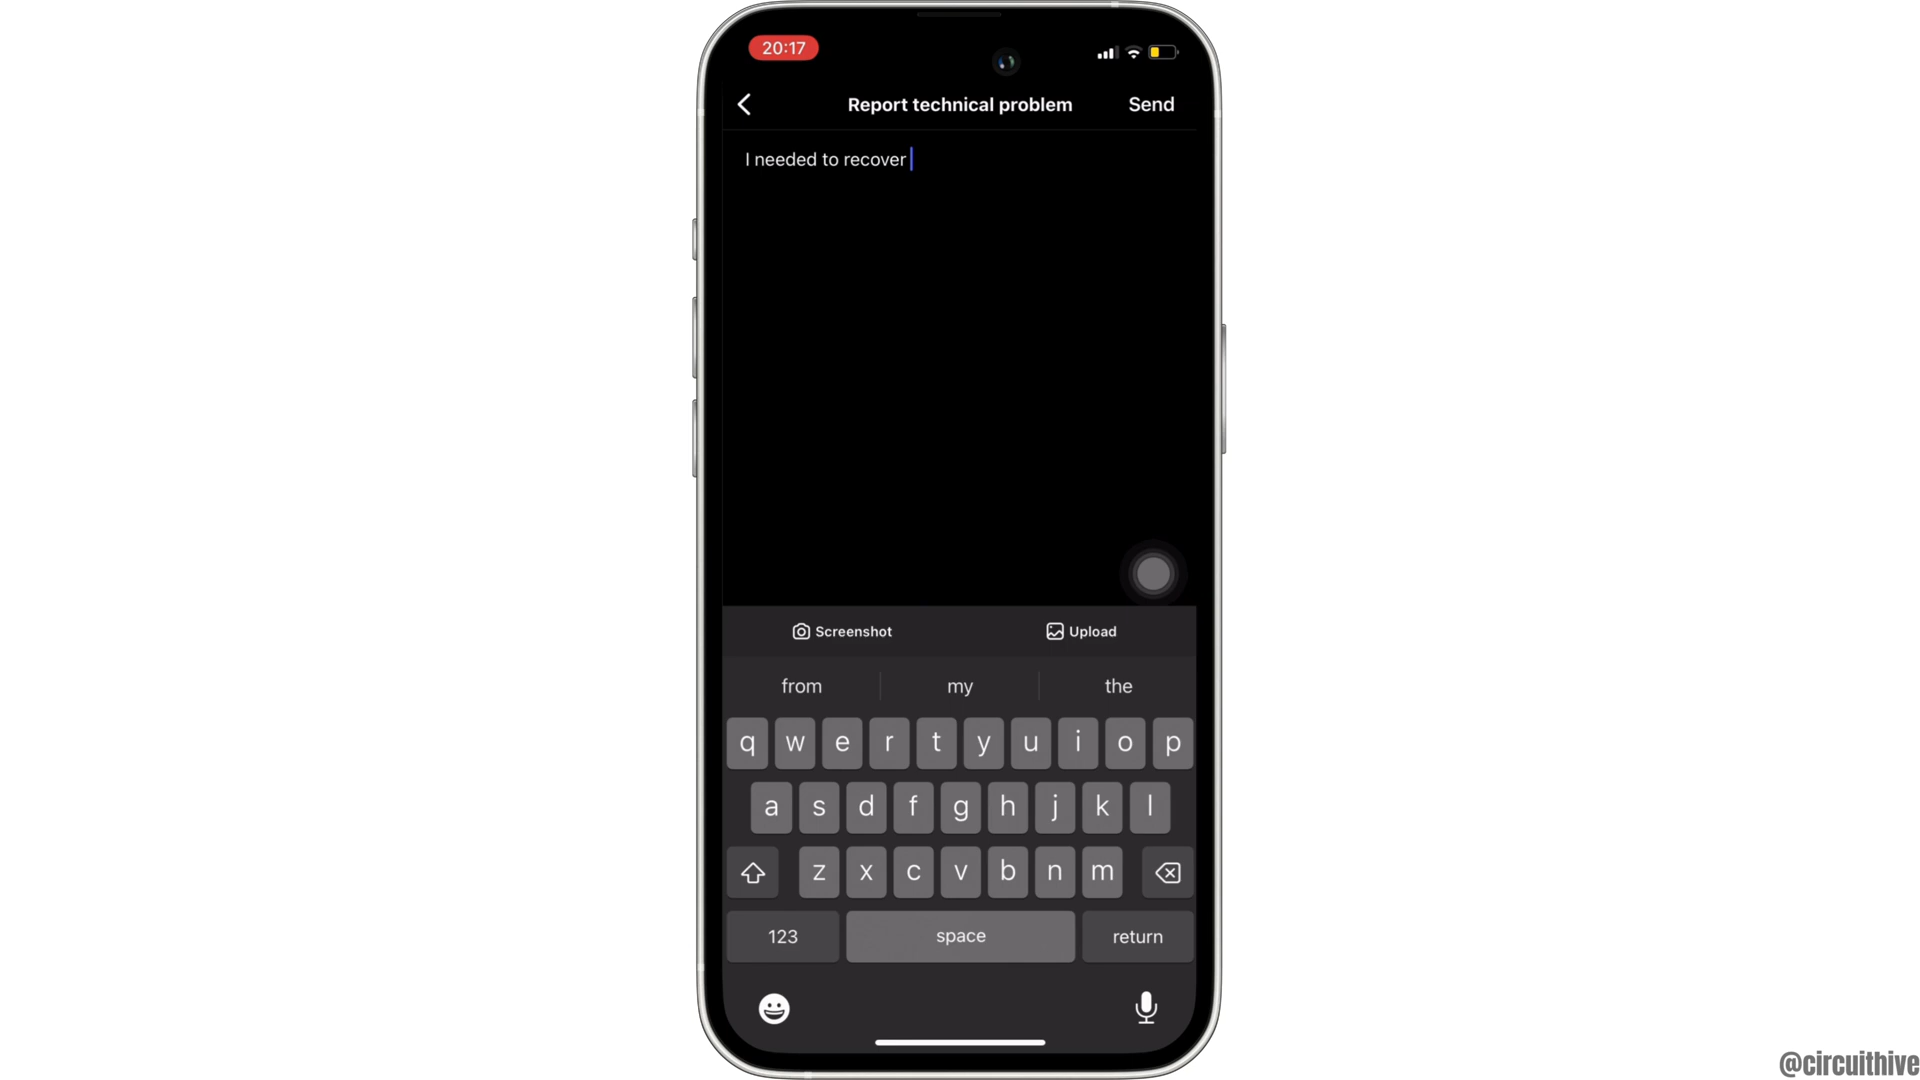 20:17
Report technical problem
Send
I needed to recover
Screenshot
Upload
from
my
the
q w e r t y u i o p
a s d f g h j k l
z x c v b n m
123
space
return
@circuithive